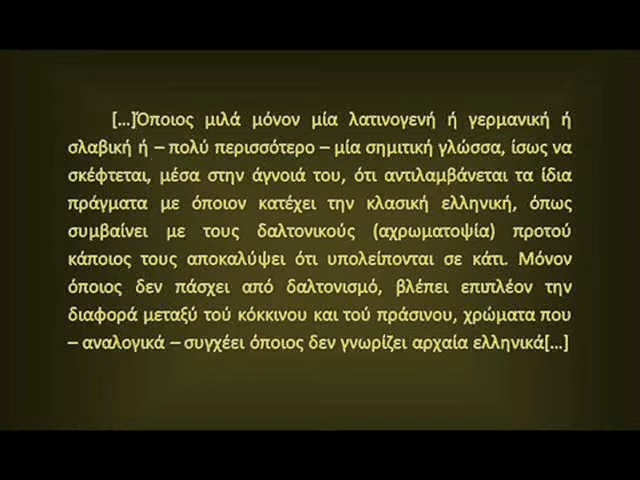 [...]Όποιος μιλά μόνον μία λατινογενή ή γερμανική ή
σλαβική ή – πολύ περισσότερο – μία σημιτική γλώσσα, ίσως να
σκέφτεται, μέσα στην άγνοιά του, ότι αντιλαμβάνεται τα ίδια
πράγματα με όποιον κατέχει την κλασική ελληνική, όπως
συμβαίνει με τους δαλτονικούς (αχρωματοψία) προτού
κάποιος τους αποκαλύψει ότι υπολείπονται σε κάτι. Μόνον
όποιος δεν πάσχει από δαλτονισμό, βλέπει επιπλέον την
διαφορά μεταξύ τού κόκκινου και τού πράσινου, χρώματα που
– αναλογικά – συγχέει όποιος δεν γνωρίζει αρχαία ελληνικά[...]